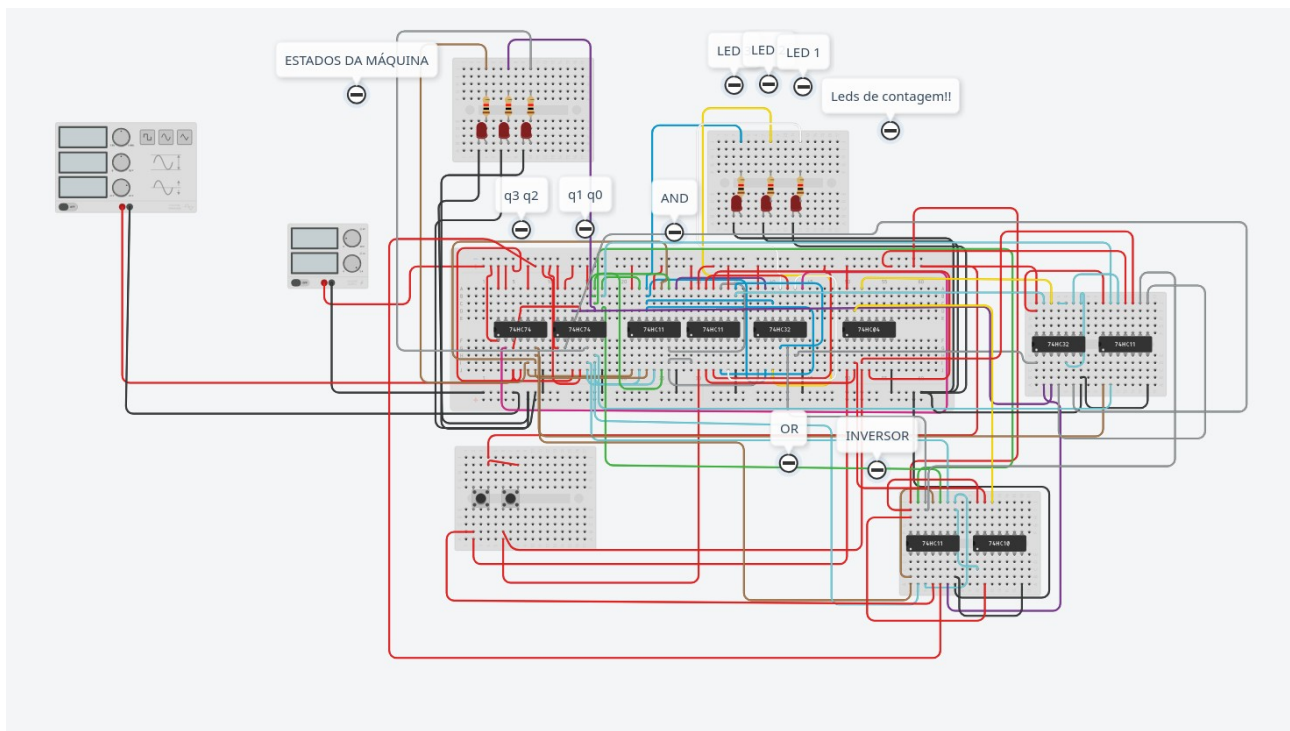 ESTADOS DA MÁQUINA
LED
LED
LED 1
Leds de contagem!!
q3 q2
q1 q0
AND
74HC74
74HC74
74HC11
74HC11
74HC32
74HC04
74HC32
74HC11
OR
INVERSOR
74HC11
74HC10